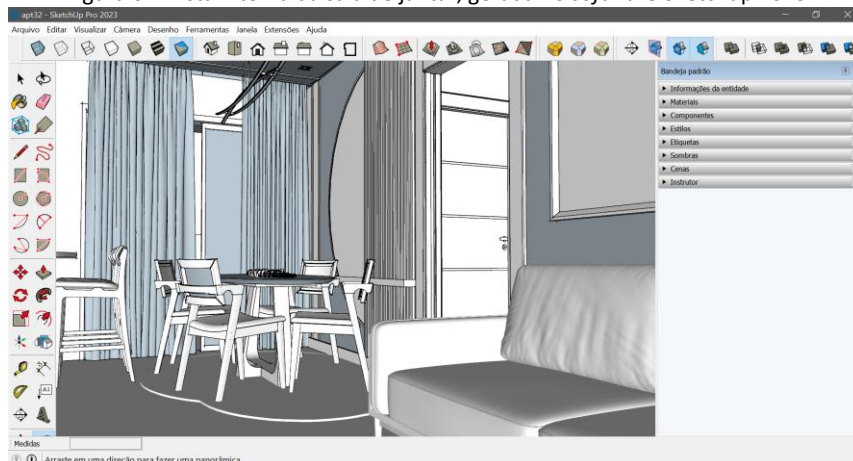 apt32 - SketchUp Pro 2023
Arquivo Editar Visualizar Câmera Desenho Ferramentas Janela Extensões Ajuda
Bandeja padrão
Informações da entidade
Materiais
Componentes
Estilos
Etiquetas
Sombras
Cenas
Instrutor
A1
Medidas
Arraste em uma direção para fazer uma panorâmica